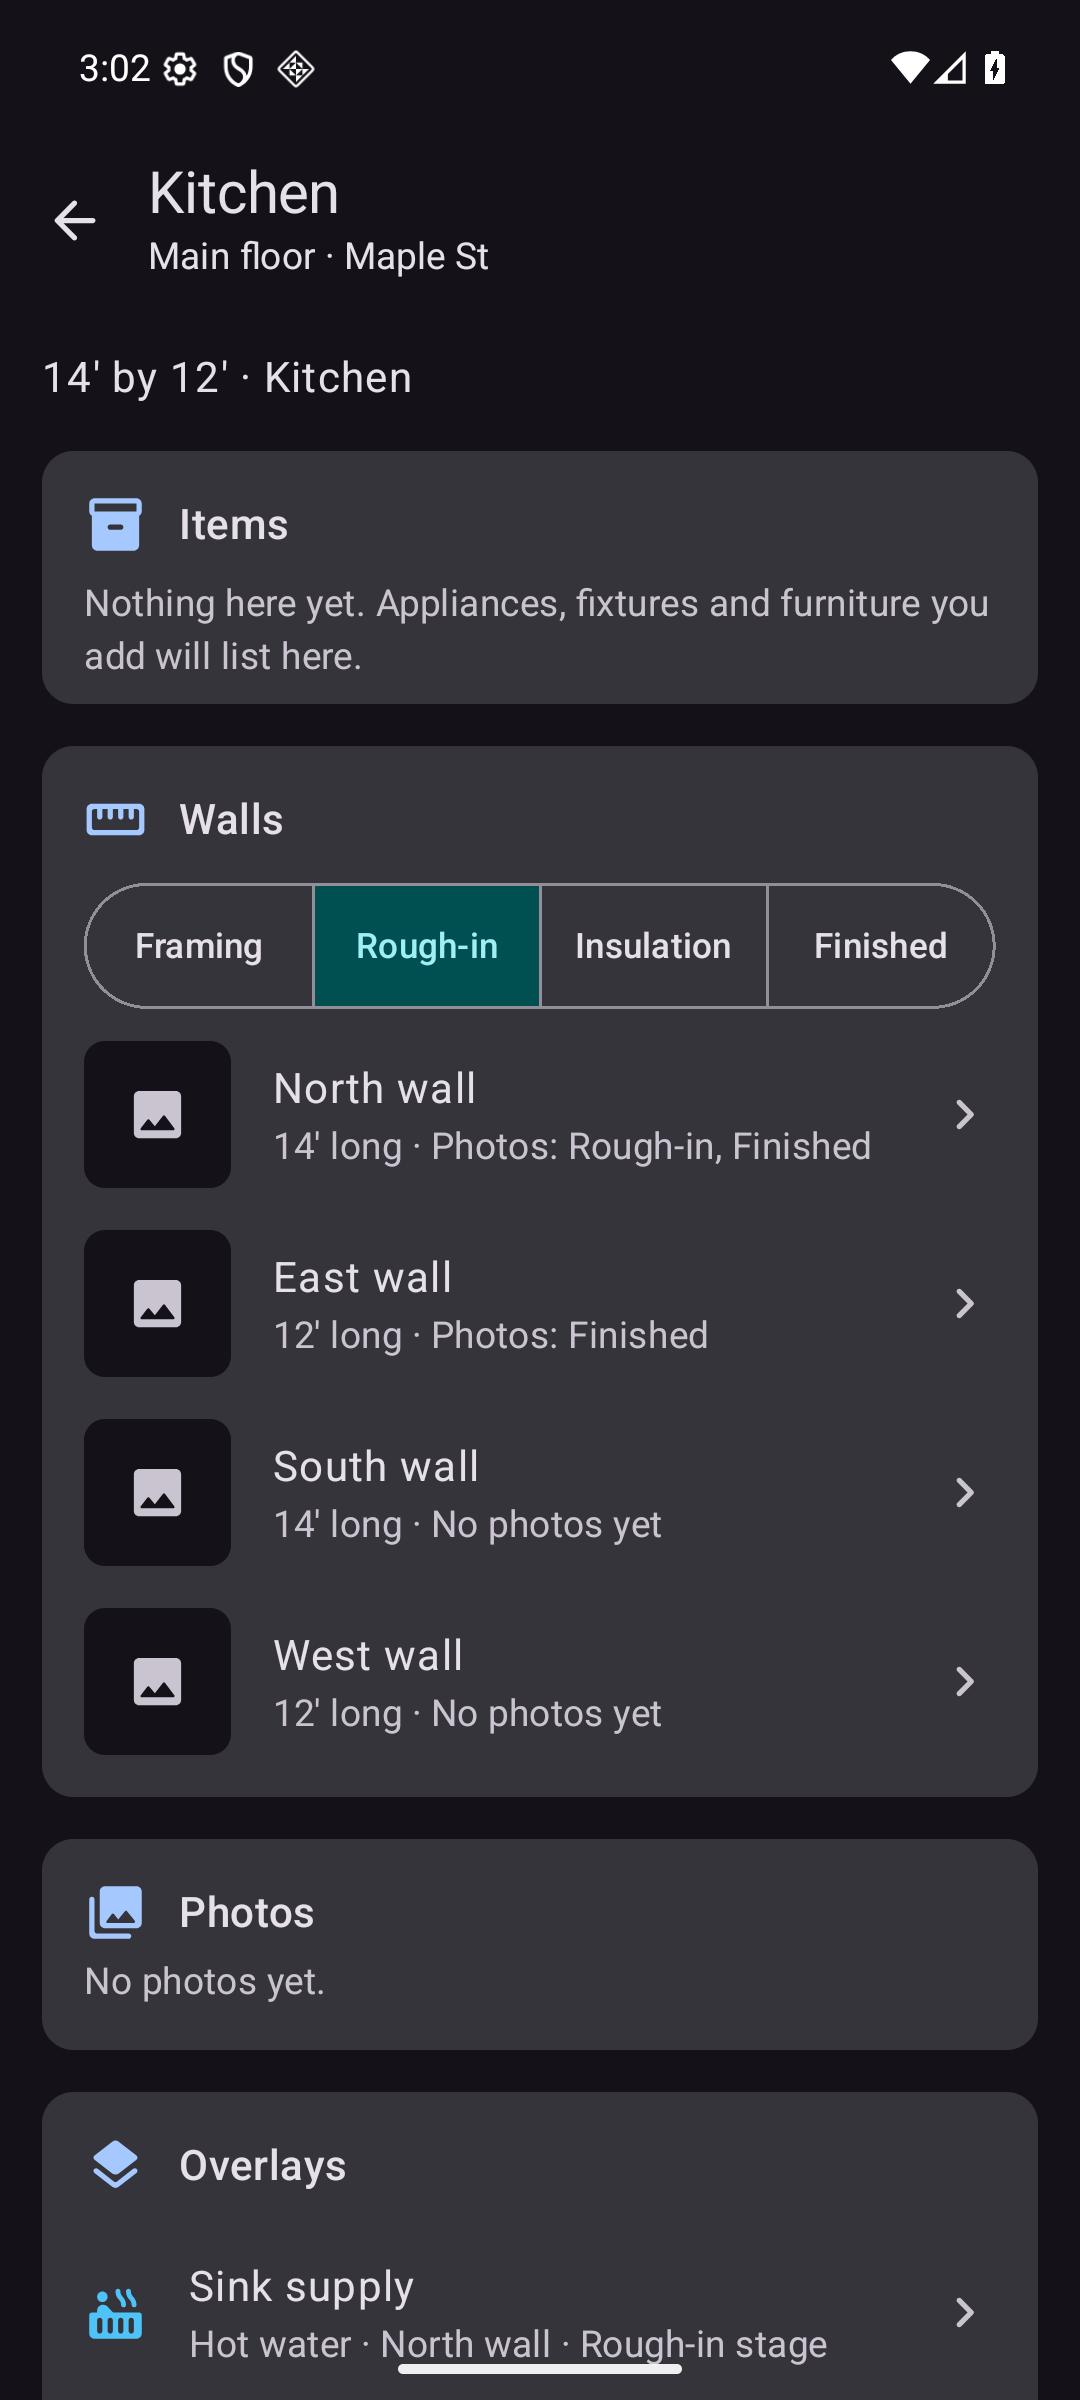 3:02
Kitchen
Main floor · Maple St
14' by 12' · Kitchen
Items
Nothing here yet. Appliances, fixtures and furniture you
add will list here.
Walls
Framing
Rough-in
Insulation
Finished
North wall
14' long · Photos: Rough-in, Finished
East wall
12' long · Photos: Finished
South wall
14' long · No photos yet
West wall
12' long · No photos yet
Photos
No photos yet.
Overlays
Sink supply
Hot water · North wall · Rough-in stage